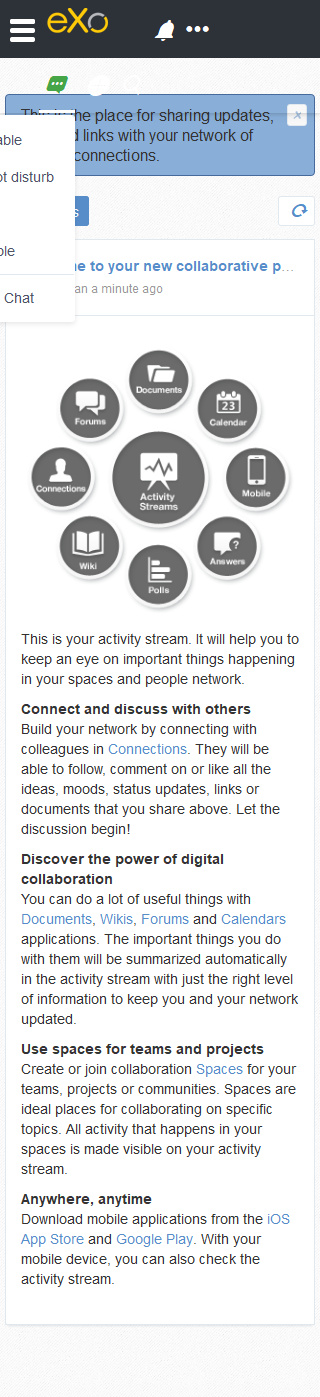 eXo
This is the place for sharing updates,
d links with your network of
connections.
×
able
ot disturb
s
ble
Chat
me to your new collaborative p...
an a minute ago
Documents
Forums
Calendar
23
Connections
Activity
Streams
Mobile
Wiki
Answers
?
Polls
This is your activity stream. It will help you to
keep an eye on important things happening
in your spaces and people network.
Connect and discuss with others
Build your network by connecting with
colleagues in Connections. They will be
able to follow, comment on or like all the
ideas, moods, status updates, links or
documents that you share above. Let the
discussion begin!
Discover the power of digital
collaboration
You can do a lot of useful things with
Documents, Wikis, Forums and Calendars
applications. The important things you do
with them will be summarized automatically
in the activity stream with just the right level
of information to keep you and your network
updated.
Use spaces for teams and projects
Create or join collaboration Spaces for your
teams, projects or communities. Spaces are
ideal places for collaborating on specific
topics. All activity that happens in your
spaces is made visible on your activity
stream.
Anywhere, anytime
Download mobile applications from the iOS
App Store and Google Play. With your
mobile device, you can also check the
activity stream.